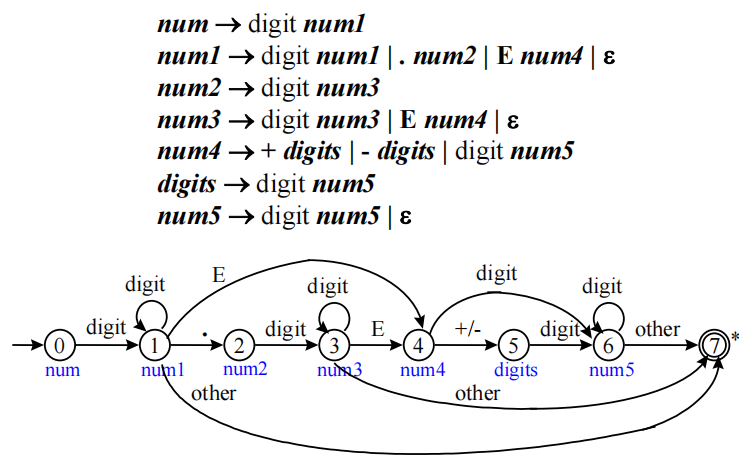 num → digit num1
num1 → digit num1 | . num2 | E num4 | ε
num2 → digit num3
num3 → digit num3 | E num4 | ε
num4 → + digits | - digits | digit num5
digits → digit num5
num5 → digit num5 | ε
E digit
digit digit digit
digit . digit E +/- digit other
0 1 2 3 4 5 6 7 *
num num1 num2 num3 num4 digits num5
other other